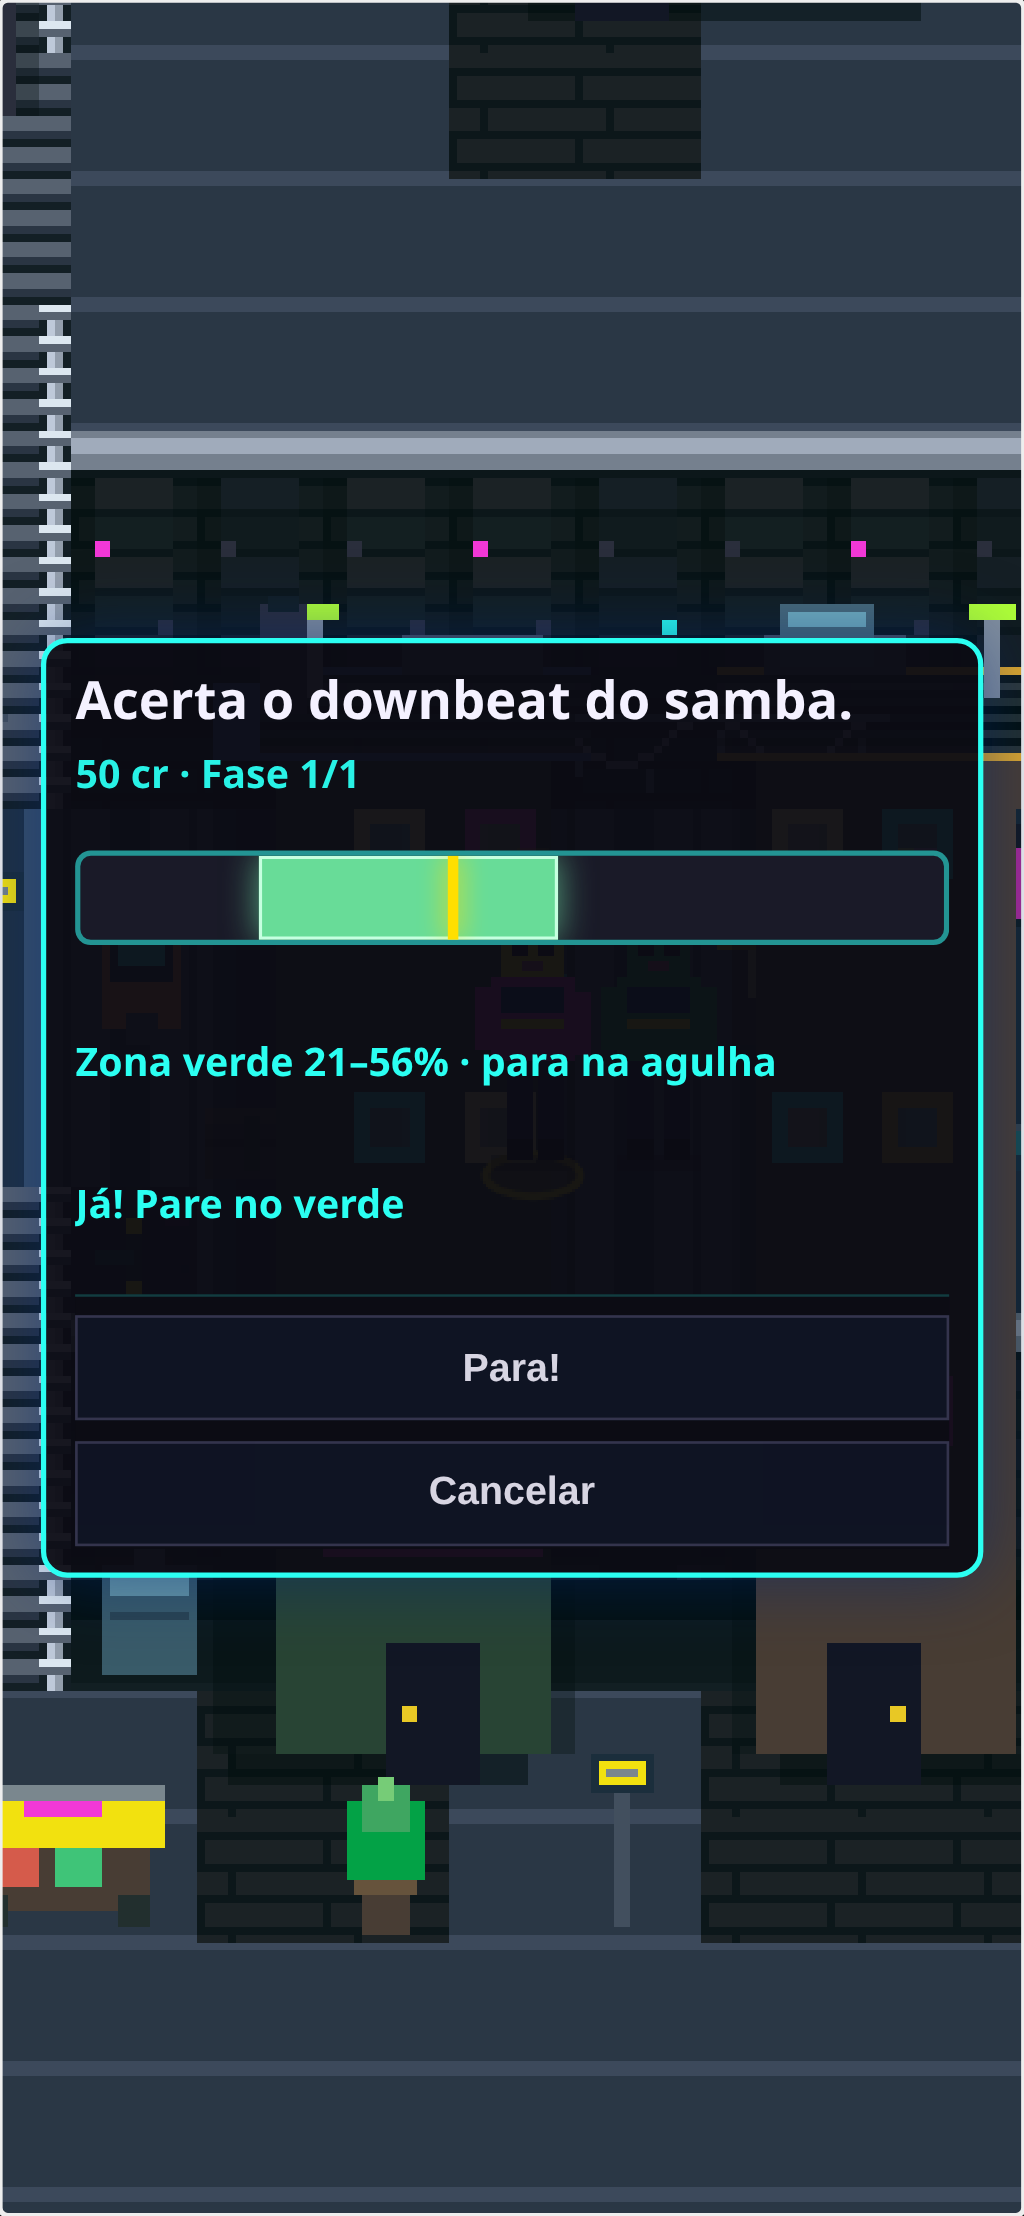 Acerta o downbeat do samba.
50 cr · Fase 1/1
Zona verde 21–56% · para na agulha
Já! Pare no verde
Para!
Cancelar